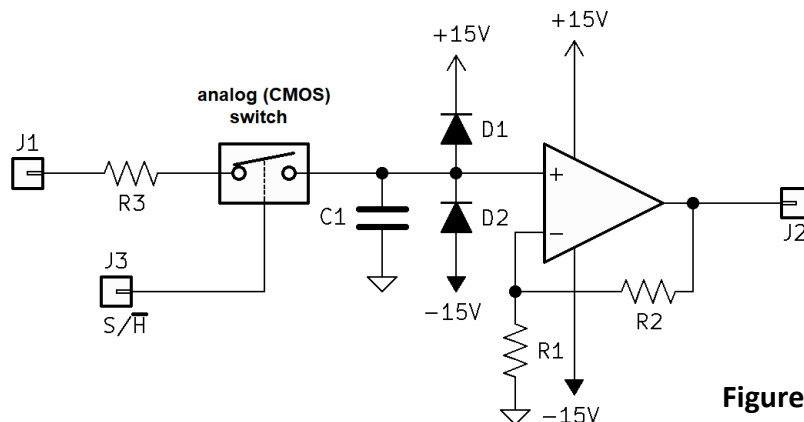 +15V
+15V
analog (CMOS)
switch
J1
D1
R3
+
C1
D2
−
J2
J3
−15V
R2
S/H̅
R1
Figure
−15V